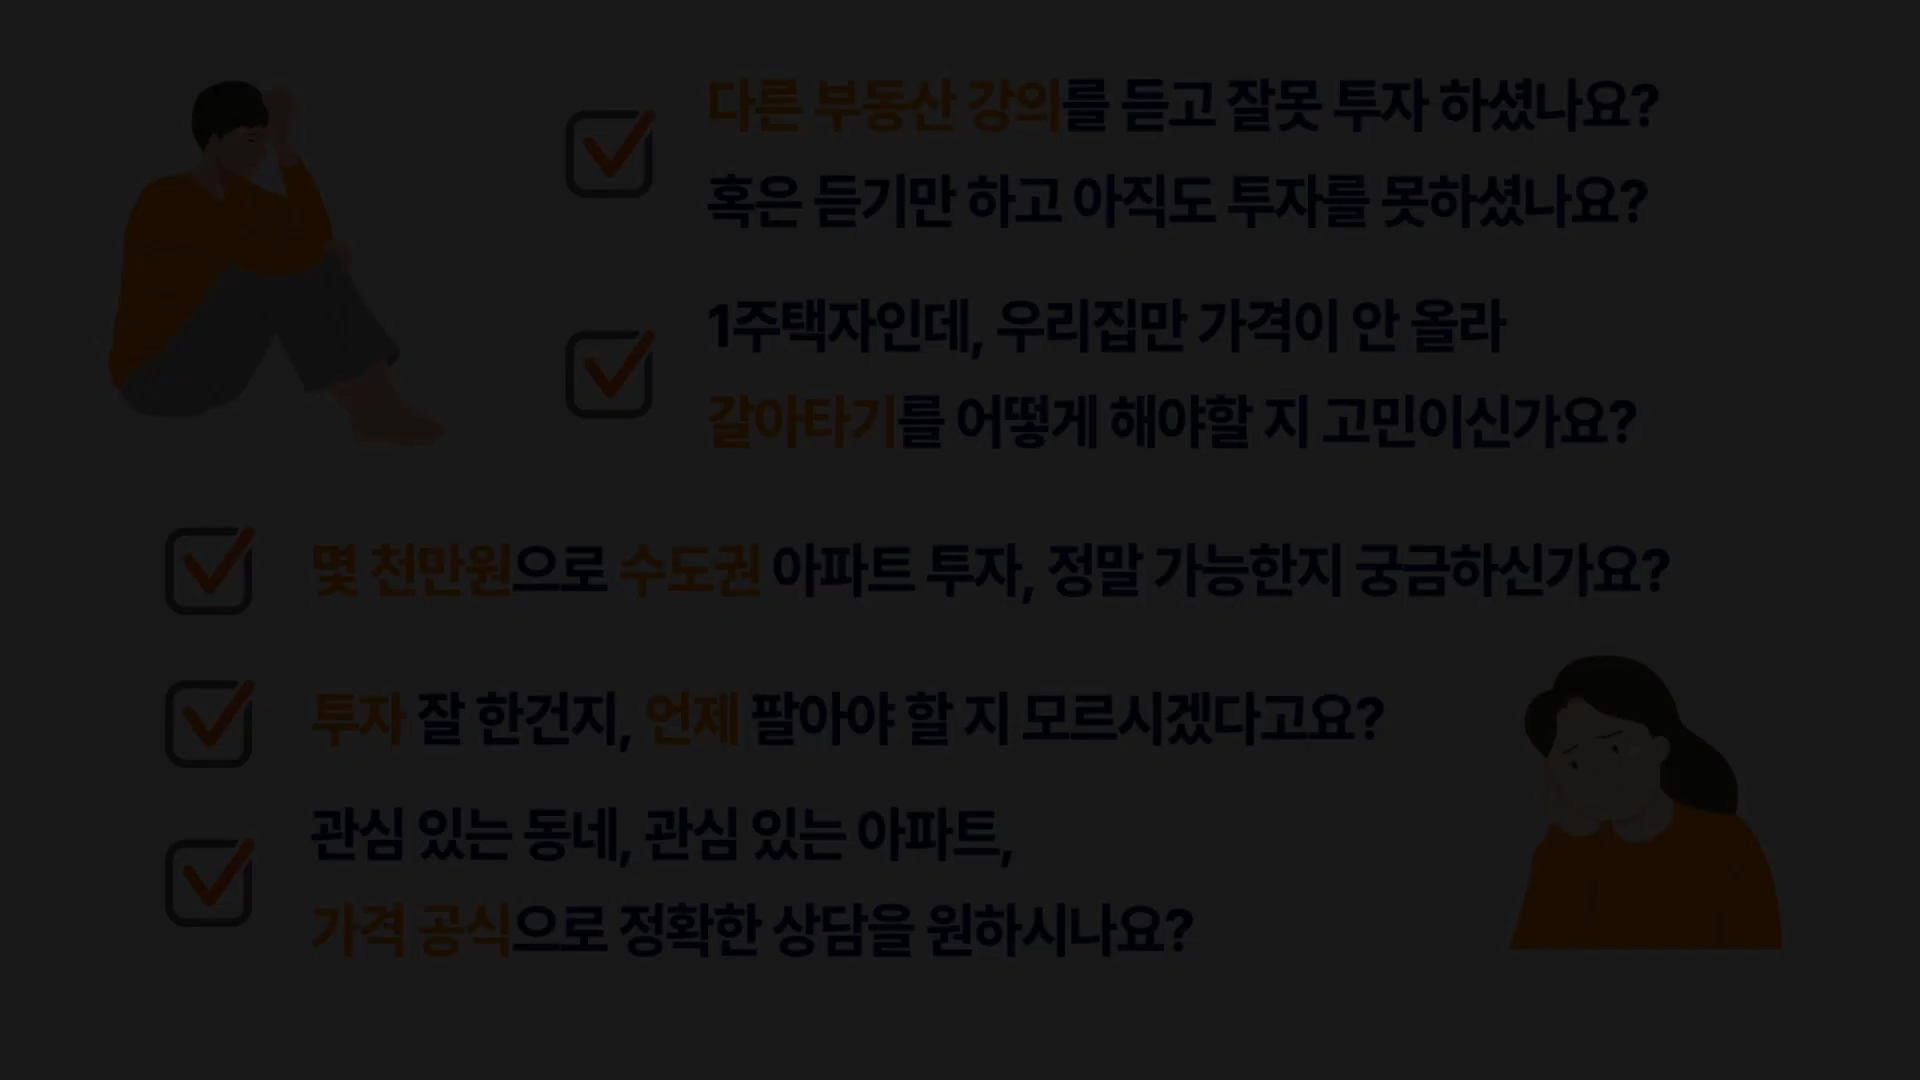 다른 부동산 강의를 듣고 잘못 투자 하셨나요?
혹은 듣기만 하고 아직도 투자를 못하셨나요?
1주택자인데, 우리집만 가격이 안 올라
갈아타기를 어떻게 해야할 지 고민이신가요?
몇 천만원으로 수도권 아파트 투자, 정말 가능한지 궁금하신가요?
투자 잘 한건지, 언제 팔아야 할 지 모르시겠다고요?
관심 있는 동네, 관심 있는 아파트,
가격 공식으로 정확한 상담을 원하시나요?